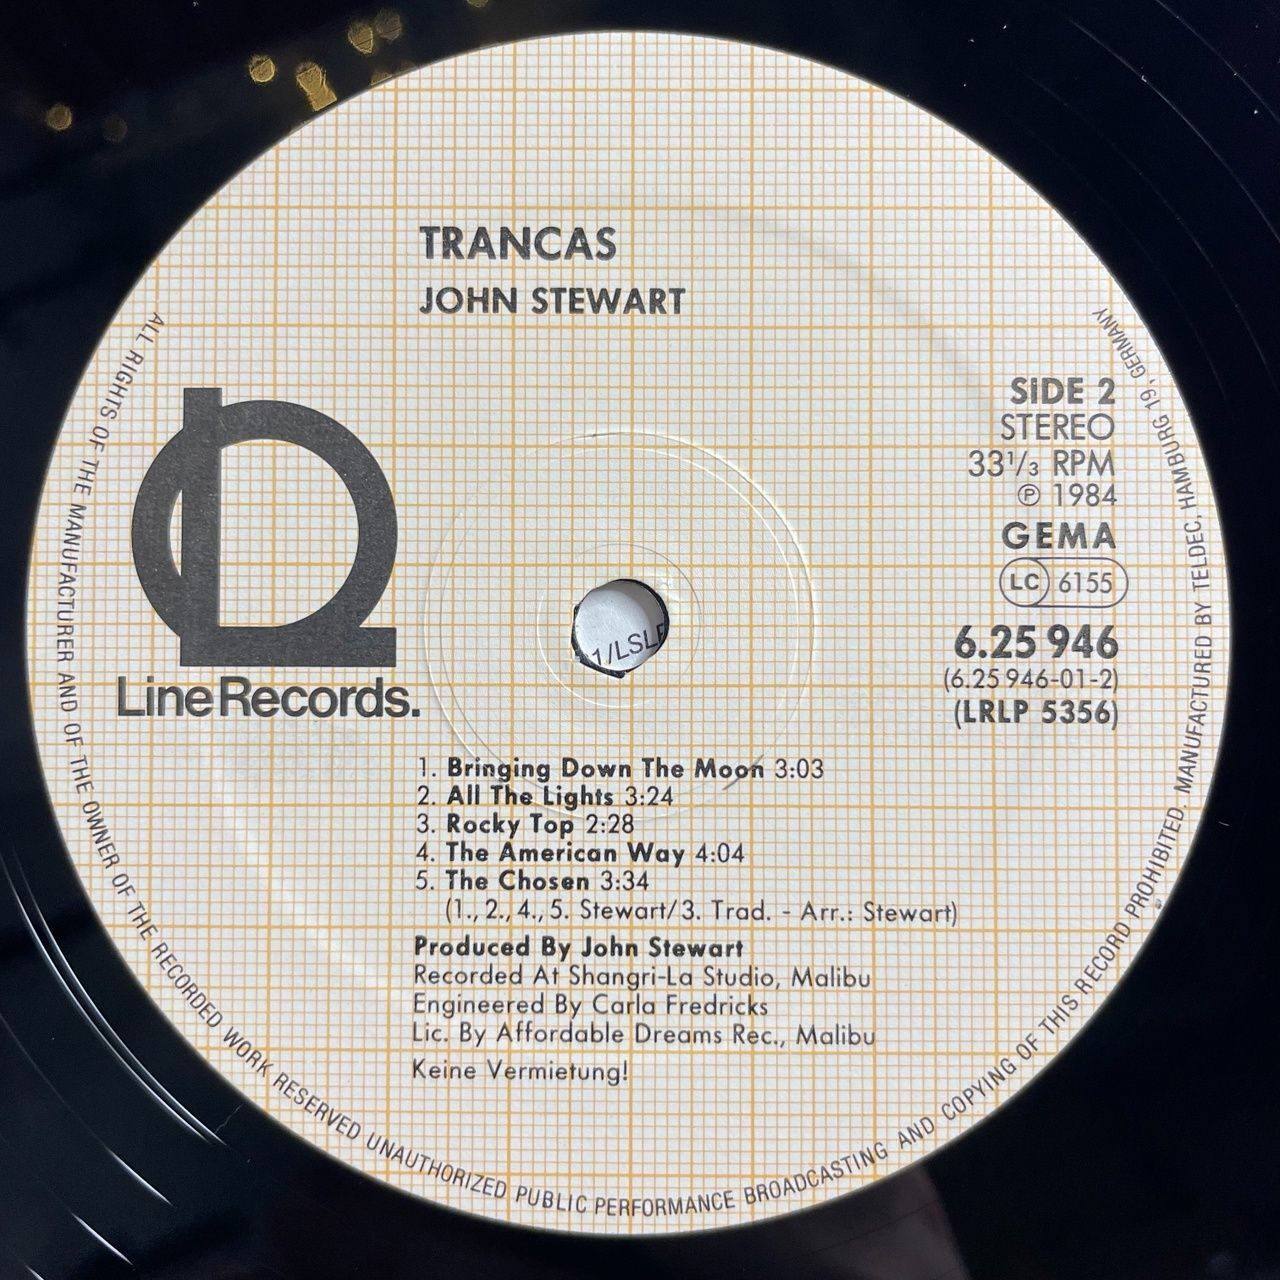 TRANCAS
JOHN STEWART
SIDE 2
STEREO
33¹/₃ RPM
℗ 1984
GEMA
LC 6155
6.25 946
(6.25 946-01-2)
(LRLP 5356)
Line Records.
1/LSLP
1. Bringing Down The Moon 3:03
2. All The Lights 3:24
3. Rocky Top 2:28
4. The American Way 4:04
5. The Chosen 3:34
(1., 2., 4., 5. Stewart/3. Trad. - Arr.: Stewart)
Produced By John Stewart
Recorded At Shangri-La Studio, Malibu
Engineered By Carla Fredricks
Lic. By Affordable Dreams Rec., Malibu
Keine Vermietung!
ALL RIGHTS OF THE MANUFACTURER AND OF THE OWNER OF THE RECORDED WORK RESERVED UNAUTHORIZED PUBLIC PERFORMANCE BROADCASTING AND COPYING OF THIS RECORD PROHIBITED. MANUFACTURED BY TELDEC, HAMBURG 19, GERMANY